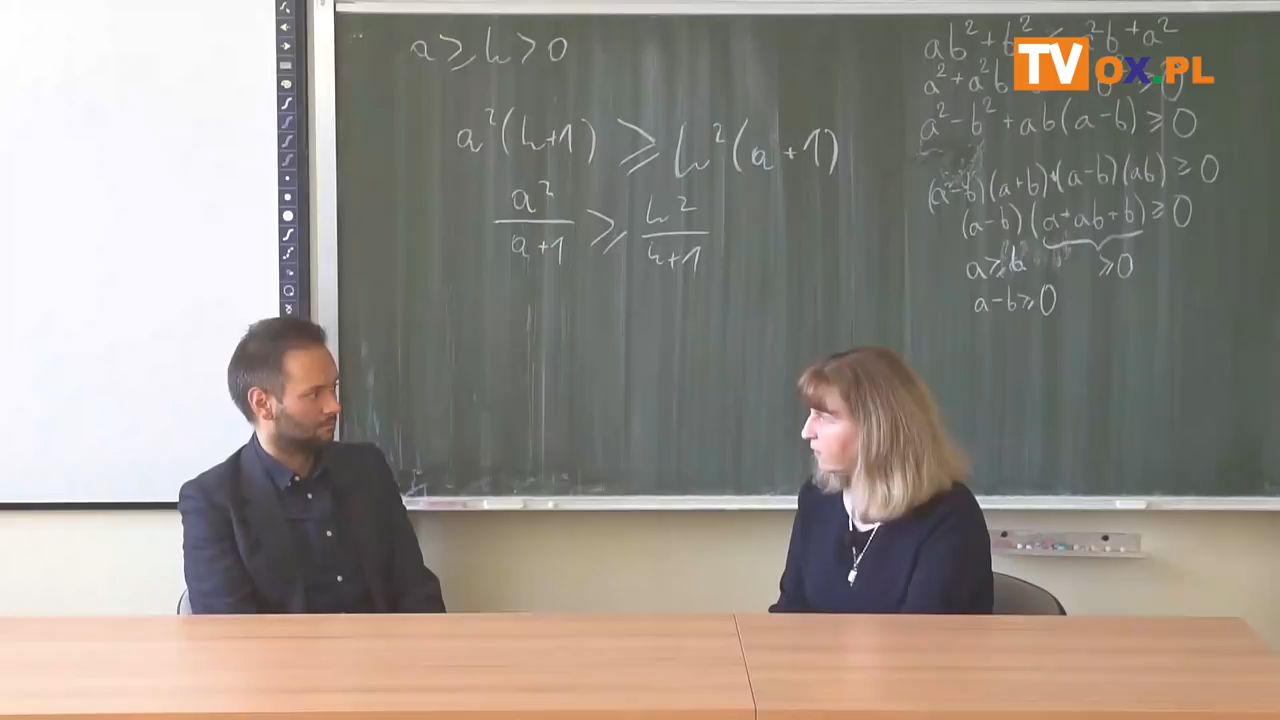 a ⩾ b > 0
a²(b+1) ⩾ b²(a+1)
a²/(a+1) ⩾ b²/(b+1)
TVOX.PL
ab² + b² ⩽ a²b + a²
a² + a²b
a² - b² + ab(a-b) ⩾ 0
(a-b)(a+b)+(a-b)(ab) ⩾ 0
(a-b)(a+ab+b) ⩾ 0
a ⩾ b ⩾ 0
a-b ⩾ 0